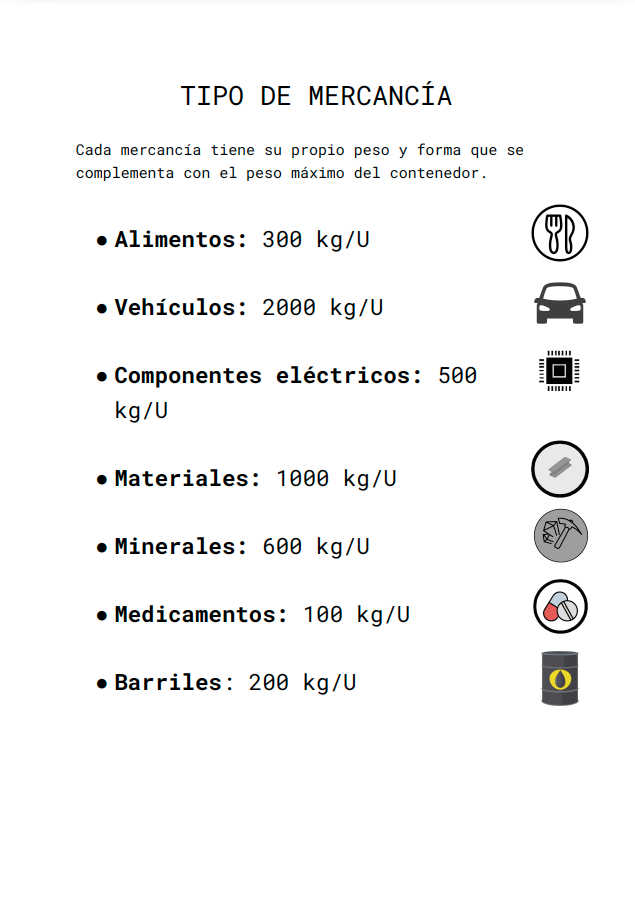 TIPO DE MERCANCÍA
Cada mercancía tiene su propio peso y forma que se
complementa con el peso máximo del contenedor.
● Alimentos: 300 kg/U
● Vehículos: 2000 kg/U
● Componentes eléctricos: 500
kg/U
● Materiales: 1000 kg/U
● Minerales: 600 kg/U
● Medicamentos: 100 kg/U
● Barriles: 200 kg/U